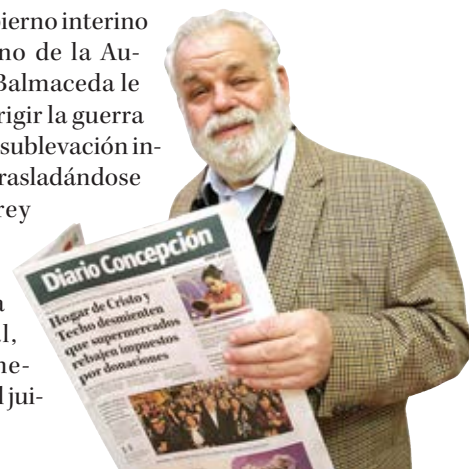 bierno interino
no de la Au-
Balmaceda le
rigir la guerra
sublevación in-
rasladándose
rey
a
l,
ne-
l jui-
Diario Concepción
Hogar de Cristo y
Techo desmienten
que supermercados
rebajen impuestos
por donaciones